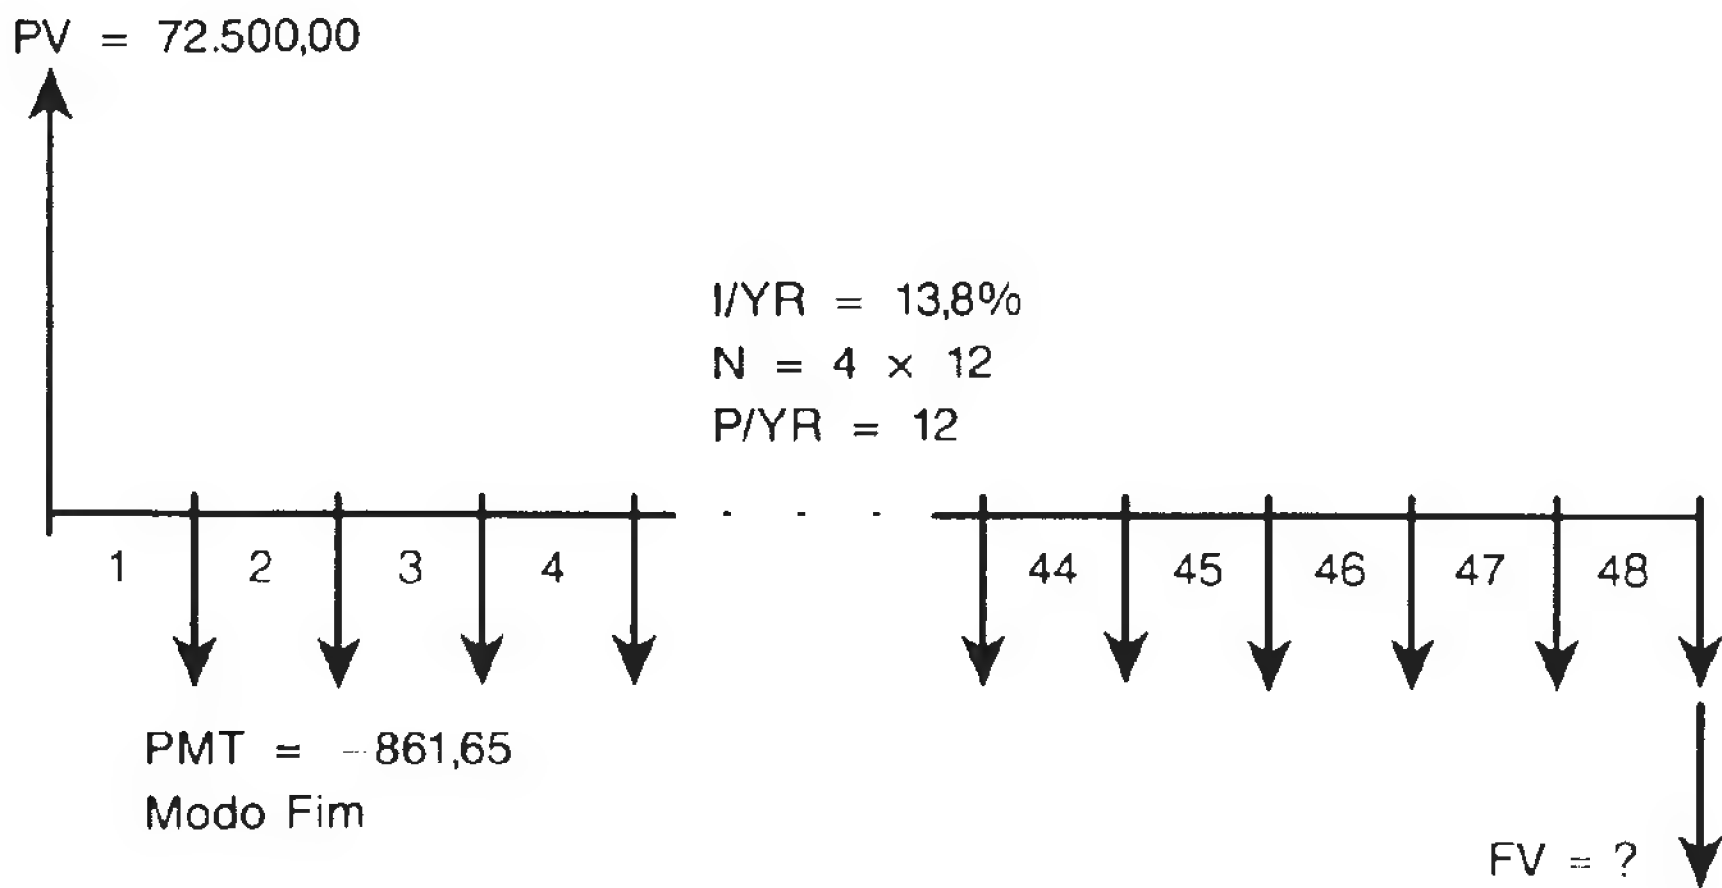 PV = 72.500,00
I/YR = 13,8%
N = 4 × 12
P/YR = 12
1 2 3 4 . . . 44 45 46 47 48
PMT = -861,65
Modo Fim
FV = ?